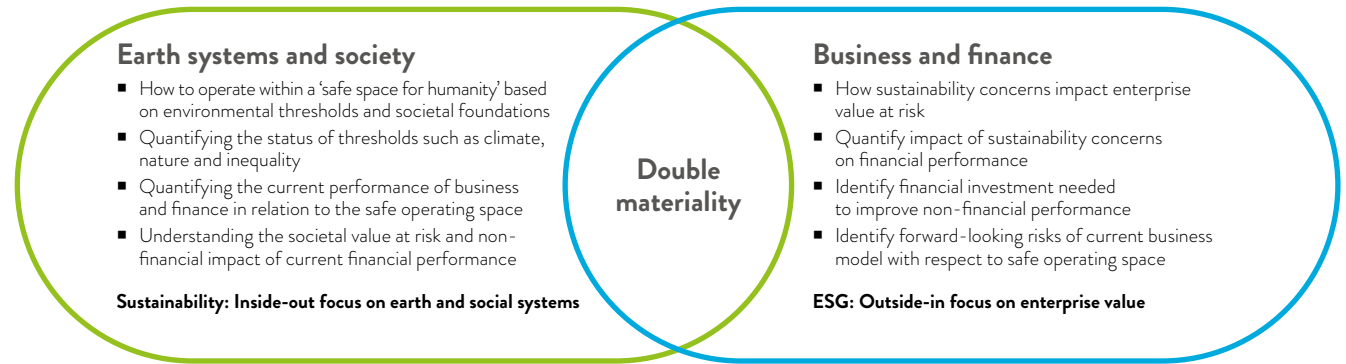 Earth systems and society
■ How to operate within a ‘safe space for humanity’ based
on environmental thresholds and societal foundations
■ Quantifying the status of thresholds such as climate,
nature and inequality
■ Quantifying the current performance of business
and finance in relation to the safe operating space
■ Understanding the societal value at risk and non-
financial impact of current financial performance
Sustainability: Inside-out focus on earth and social systems
Double
materiality
Business and finance
■ How sustainability concerns impact enterprise
value at risk
■ Quantify impact of sustainability concerns
on financial performance
■ Identify financial investment needed
to improve non-financial performance
■ Identify forward-looking risks of current business
model with respect to safe operating space
ESG: Outside-in focus on enterprise value